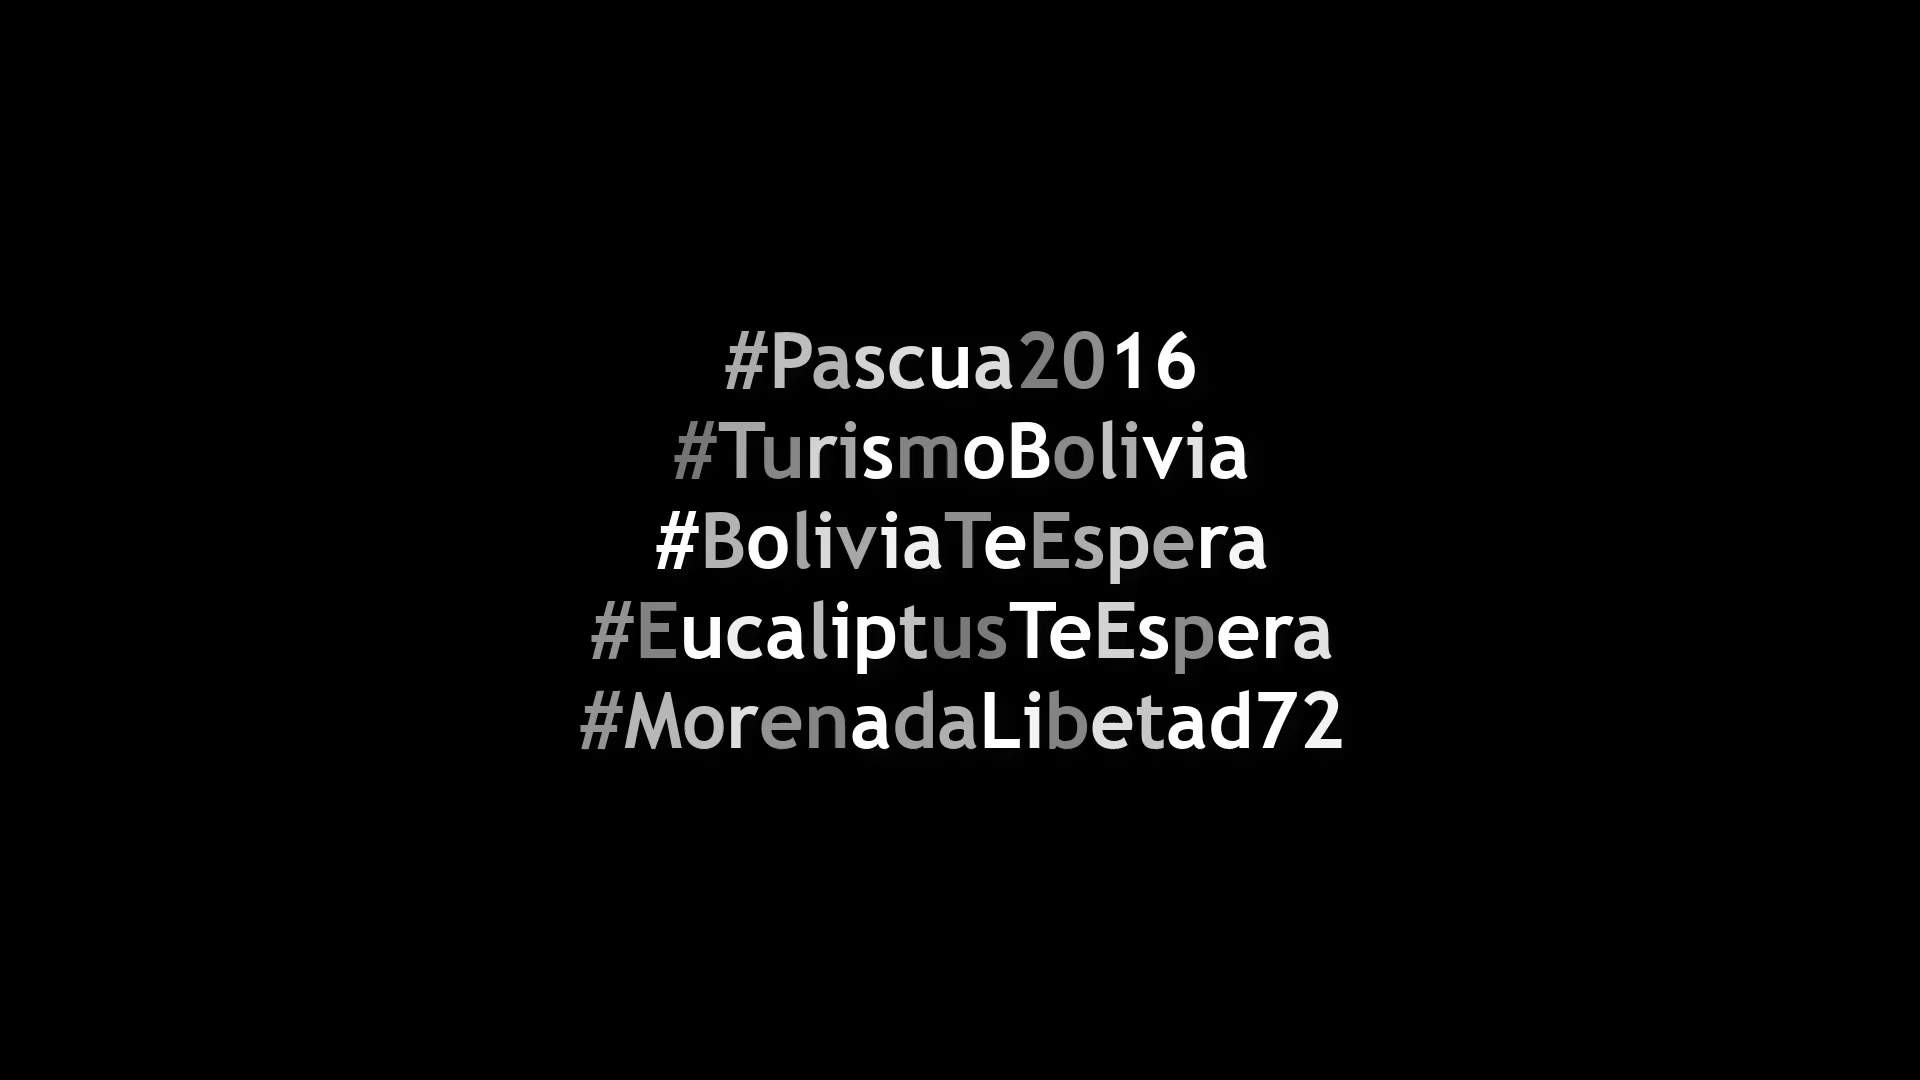 #Pascua2016
#TurismoBolivia
#BoliviaTeEspera
#EucaliptusTeEspera
#MorenadaLibetad72